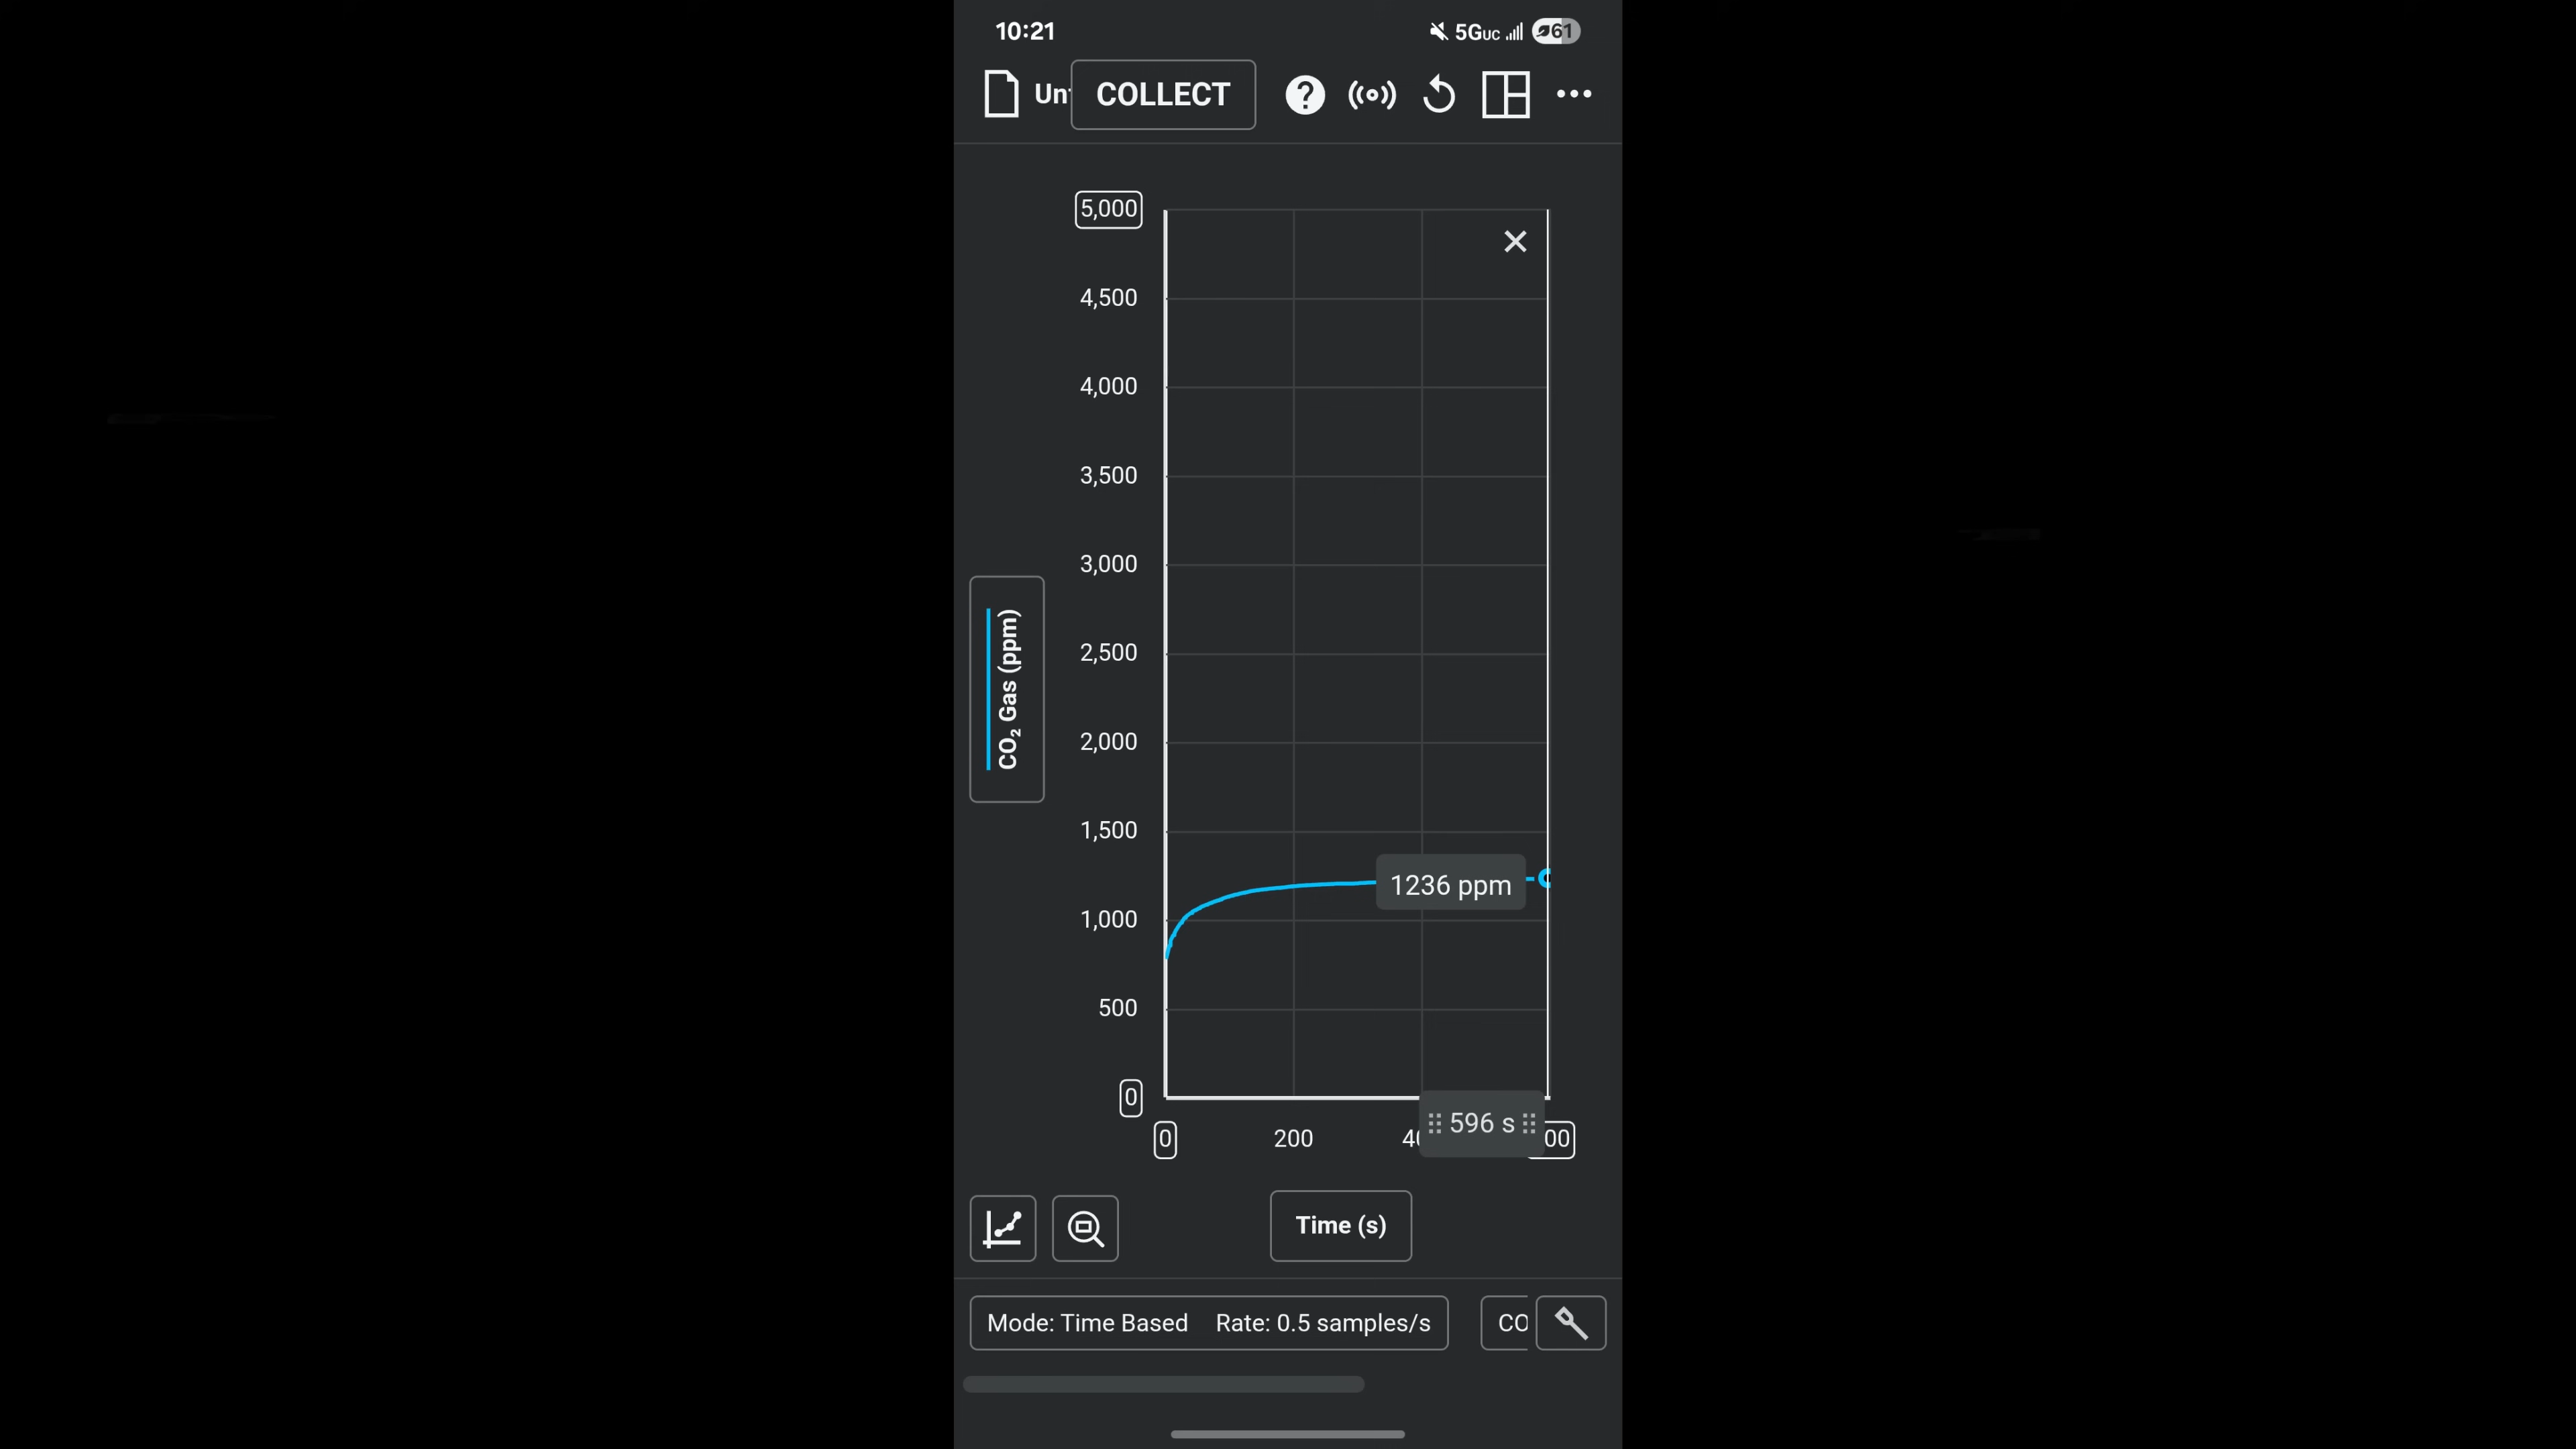 10:21
5GUC 61
Un
COLLECT
5,000
4,500
4,000
3,500
3,000
2,500
2,000
1,500
1,000
500
0
CO₂ Gas (ppm)
1236 ppm
596 s
0 200 40 00
Time (s)
Mode: Time Based Rate: 0.5 samples/s
CO